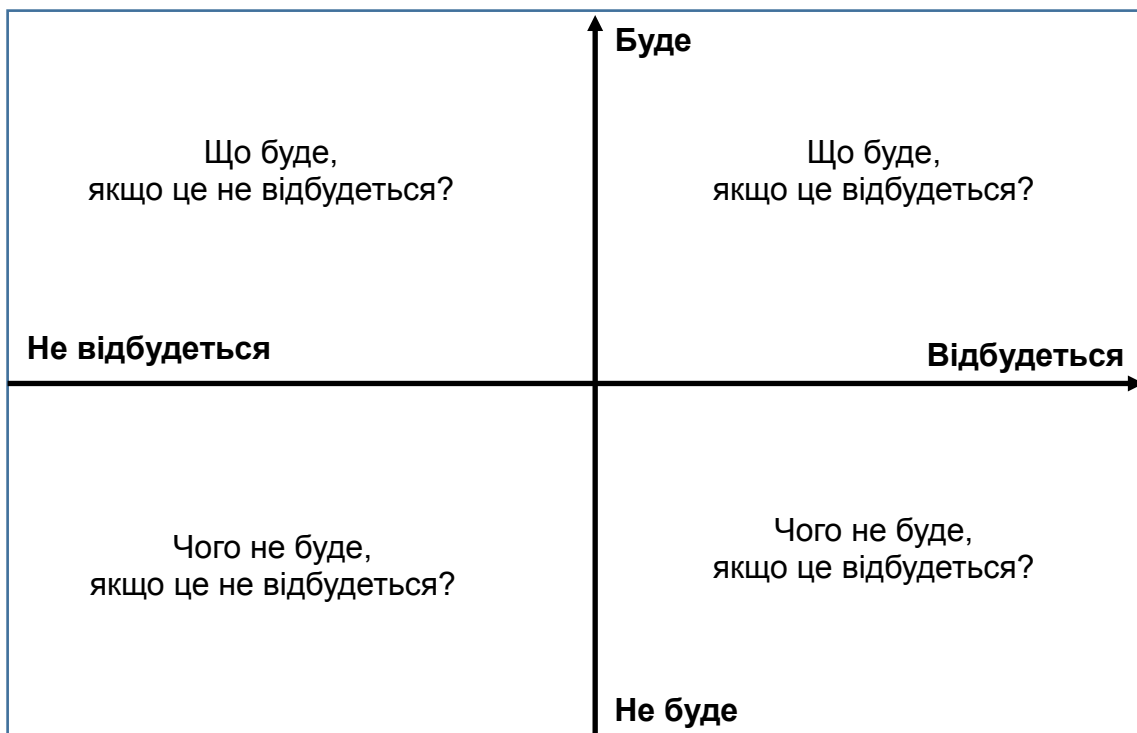 Буде
Що буде,
якщо це не відбудеться?
Що буде,
якщо це відбудеться?
Не відбудеться
Відбудеться
Чого не буде,
якщо це не відбудеться?
Чого не буде,
якщо це відбудеться?
Не буде